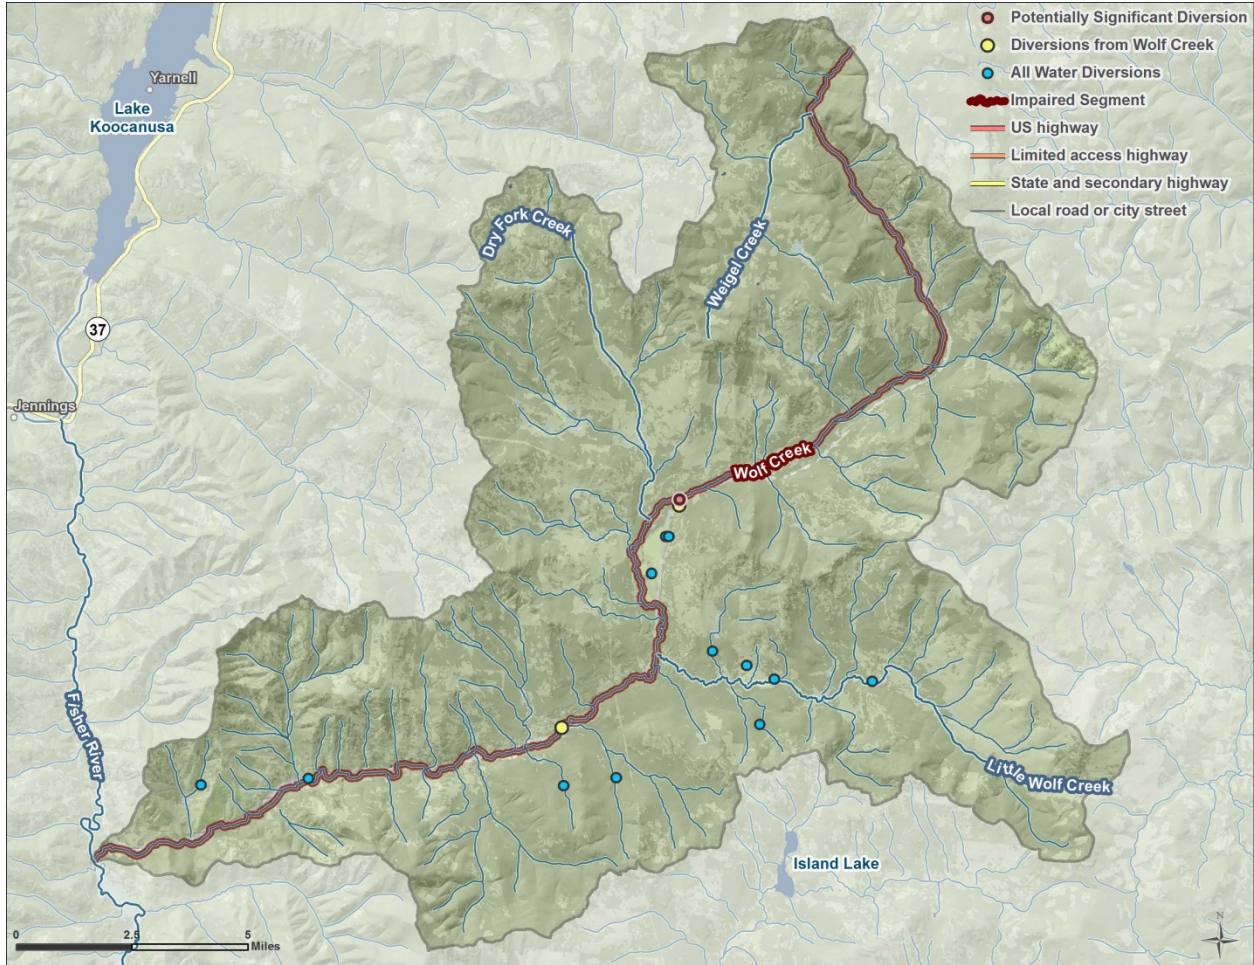 Potentially Significant Diversion
Diversions from Wolf Creek
All Water Diversions
Impaired Segment
US highway
Limited access highway
State and secondary highway
Local road or city street
Yarnell
Lake
Koocanusa
Dry Fork Creek
Weigel Creek
37
Jennings
Wolf Creek
Fisher River
Little Wolf Creek
Island Lake
N
0 2.5 5
Miles